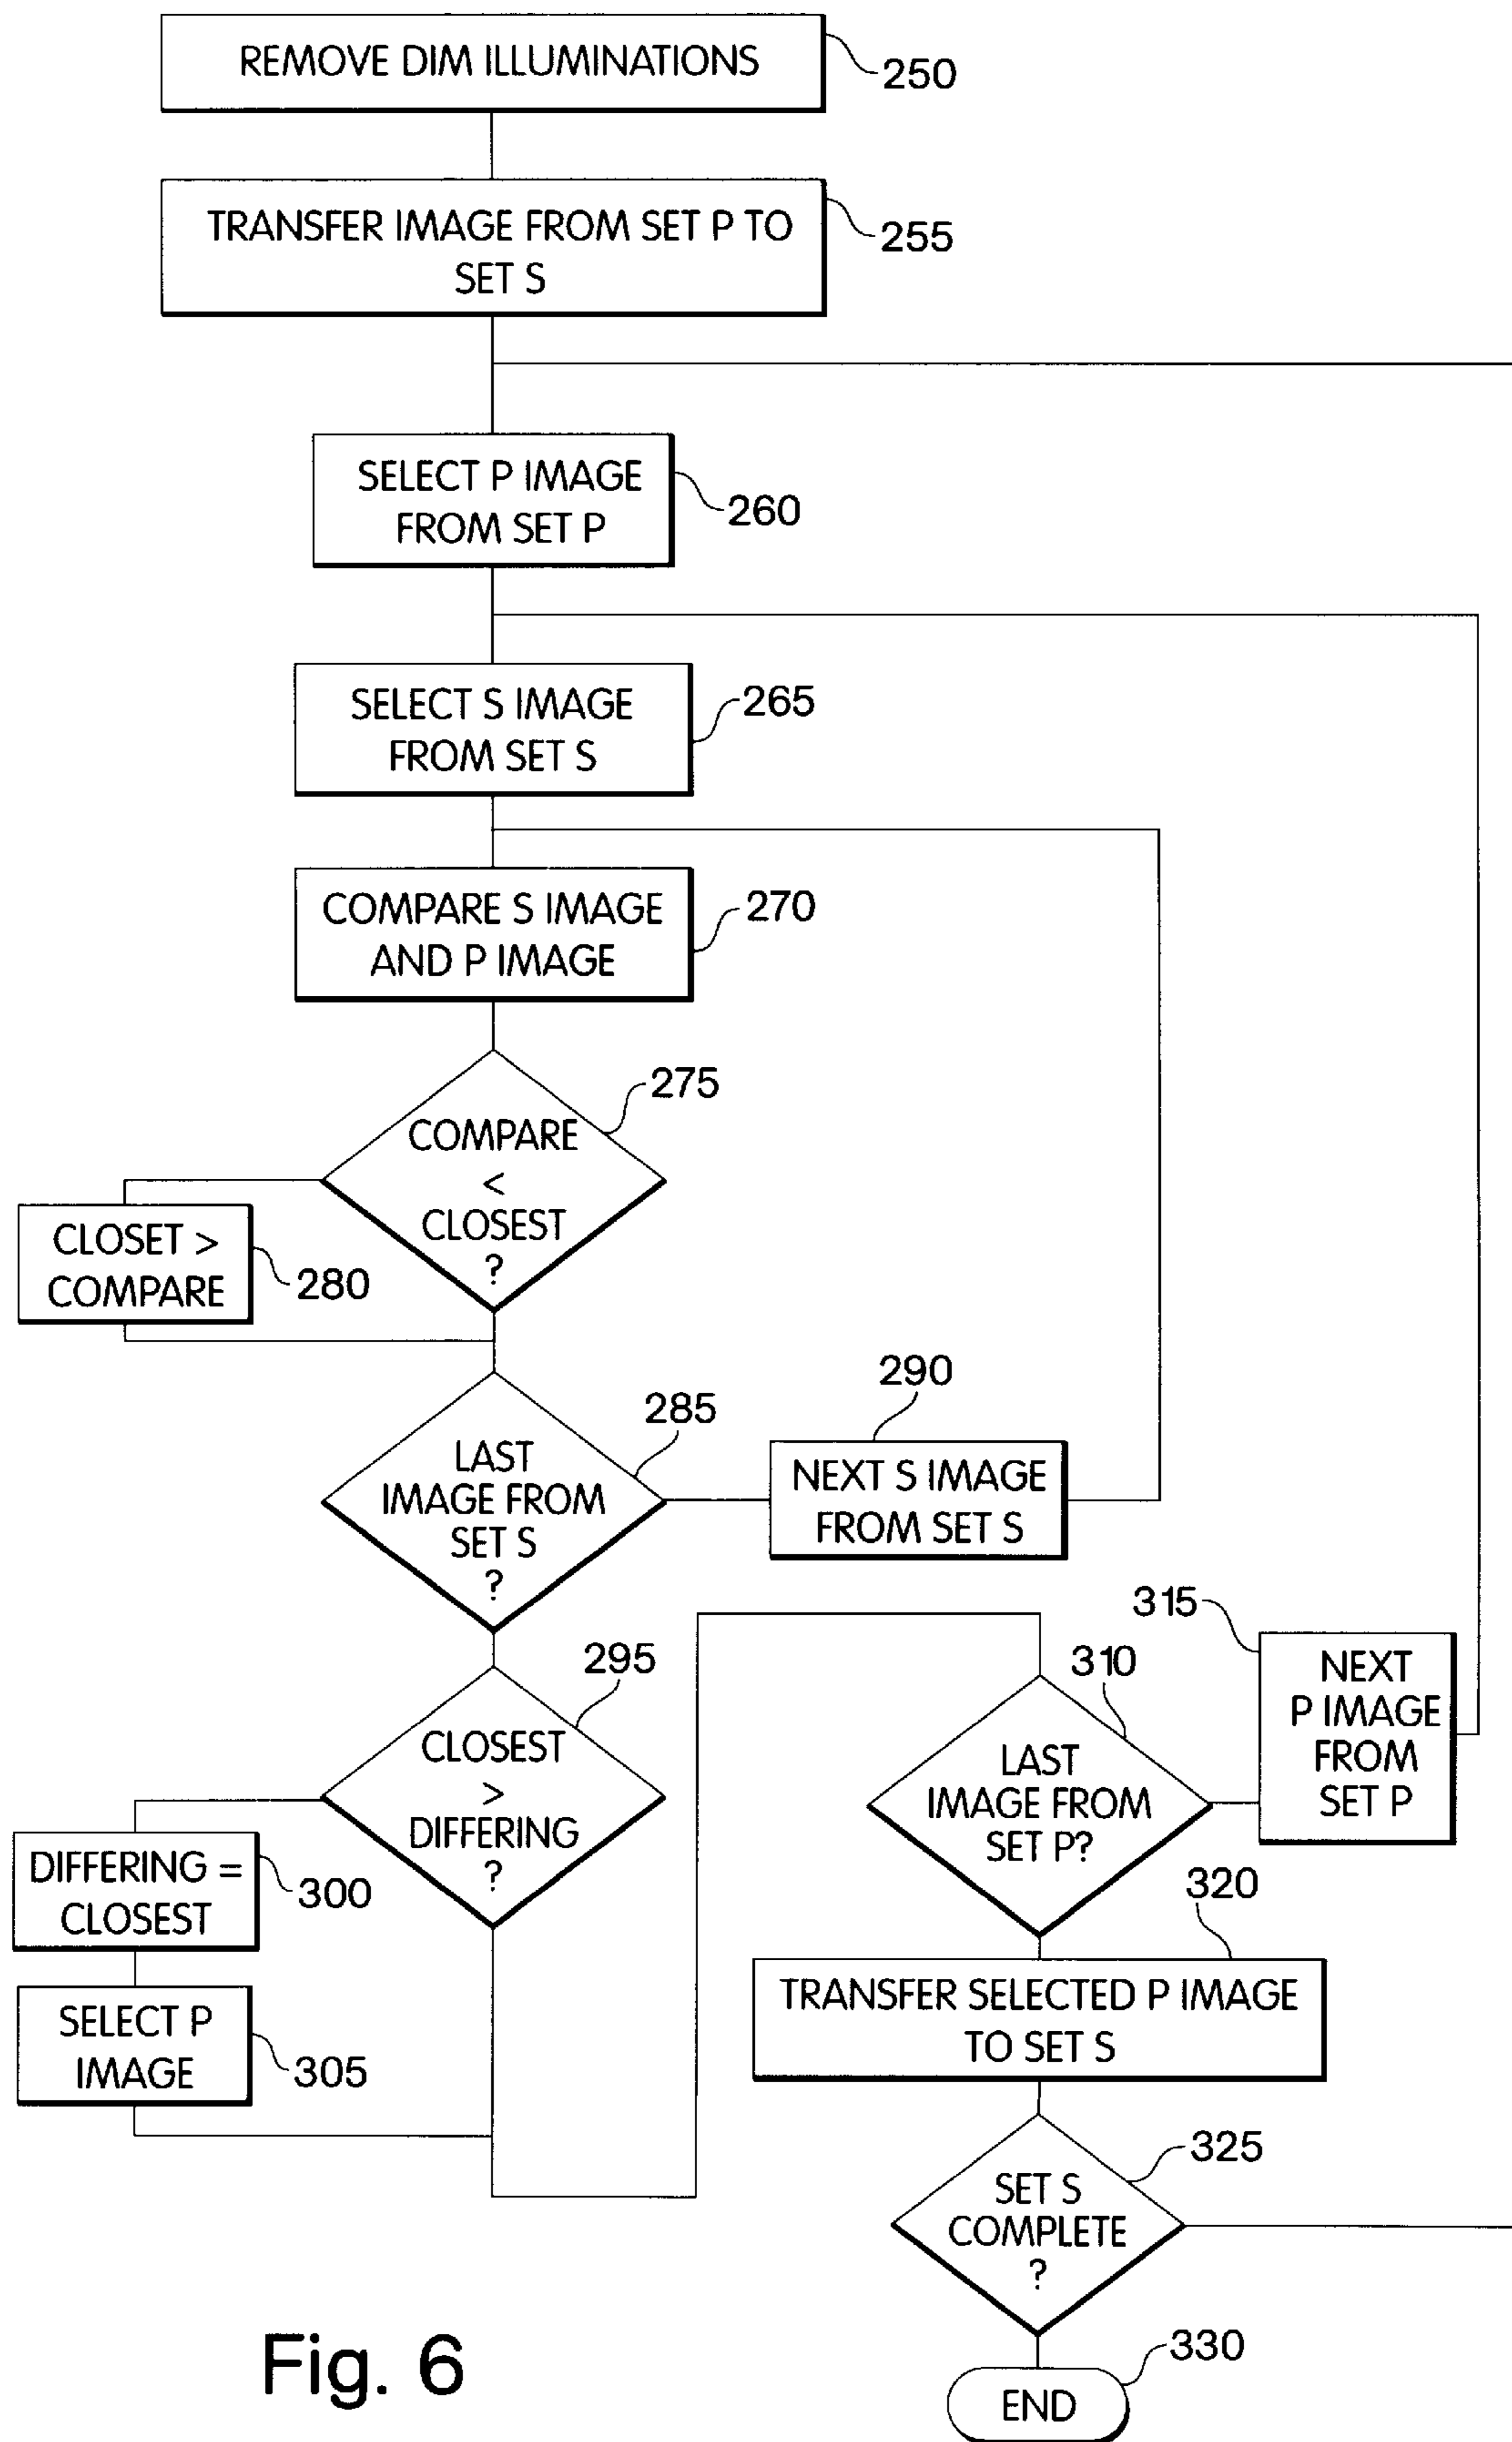 REMOVE DIM ILLUMINATIONS
250
TRANSFER IMAGE FROM SET P TO
SET S
255
SELECT P IMAGE
FROM SET P
260
SELECT S IMAGE
FROM SET S
265
COMPARE S IMAGE
AND P IMAGE
270
COMPARE
<
CLOSEST
?
275
CLOSET >
COMPARE
280
LAST
IMAGE FROM
SET S
?
285
NEXT S IMAGE
FROM SET S
290
CLOSEST
>
DIFFERING
?
295
DIFFERING =
CLOSEST
300
SELECT P
IMAGE
305
LAST
IMAGE FROM
SET P?
310
NEXT
P IMAGE
FROM
SET P
315
TRANSFER SELECTED P IMAGE
TO SET S
320
SET S
COMPLETE
?
325
END
330
Fig. 6